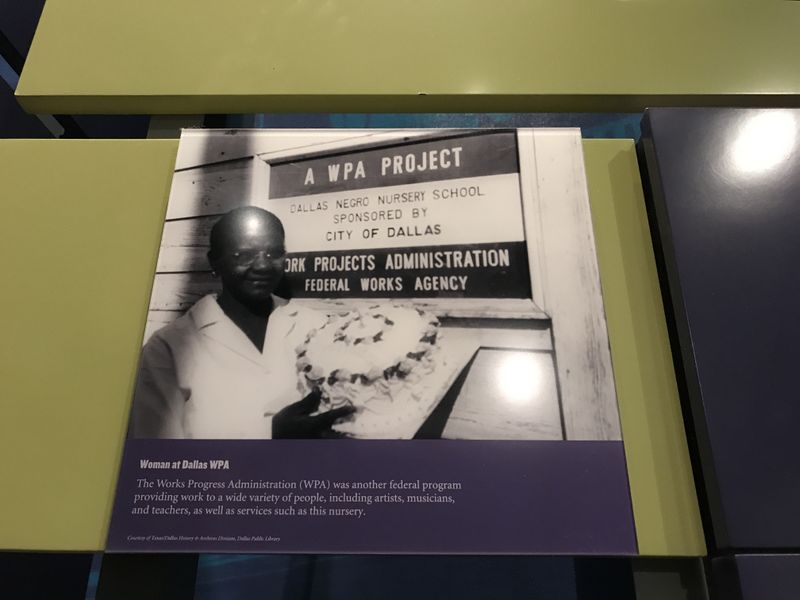 A WPA PROJECT
DALLAS NEGRO NURSERY SCHOOL
SPONSORED BY
CITY OF DALLAS
ORK PROJECTS ADMINISTRATION
FEDERAL WORKS AGENCY
Woman at Dallas WPA
The Works Progress Administration (WPA) was another federal program
providing work to a wide variety of people, including artists, musicians,
and teachers, as well as services such as this nursery.
Courtesy of Texas/Dallas History & Archives Division, Dallas Public Library